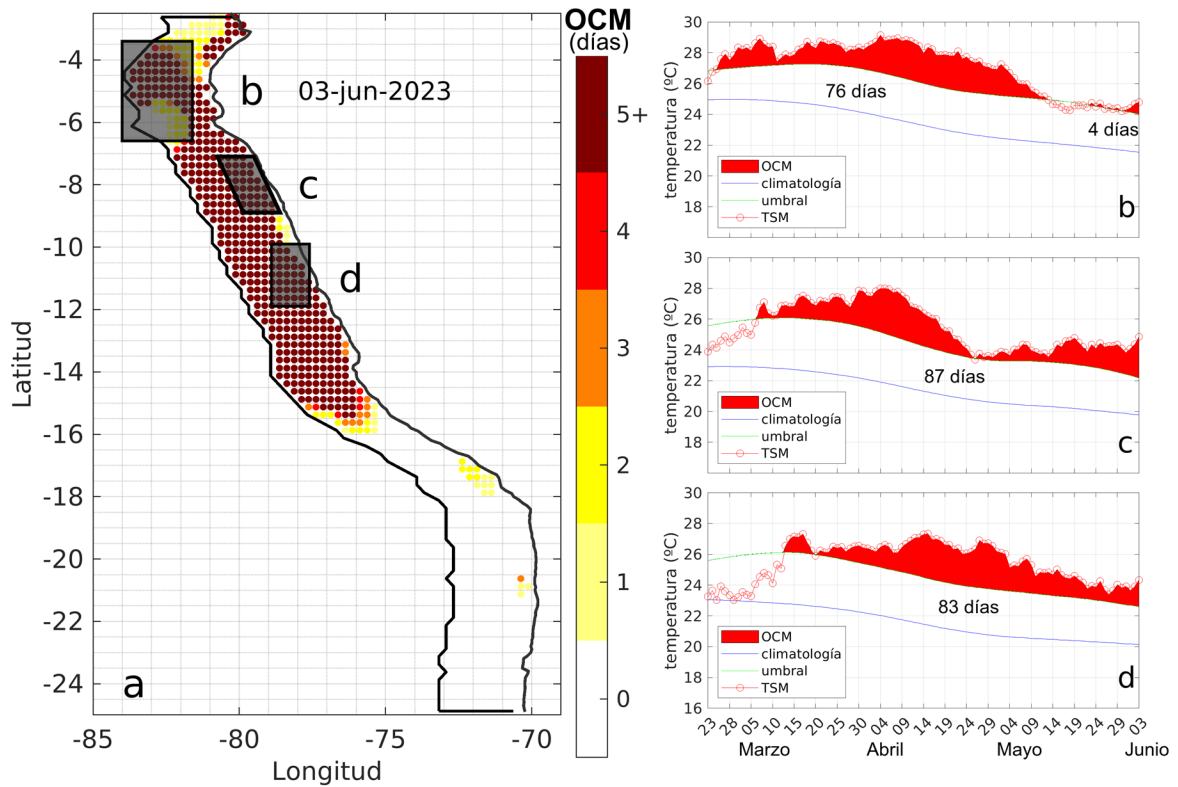 OCM
(días)
03-jun-2023
b
c
d
a
-4
-6
-8
-10
-12
-14
-16
-18
-20
-22
-24
Latitud
-85
-80
-75
-70
Longitud
5+
4
3
2
1
0
30
28
26
24
22
20
18
temperatura (ºC)
76 días
4 días
OCM
climatología
umbral
TSM
b
30
28
26
24
22
20
18
temperatura (ºC)
87 días
OCM
climatología
umbral
TSM
c
30
28
26
24
22
20
18
16
temperatura (ºC)
83 días
OCM
climatología
umbral
TSM
d
23 28 05 10 15 20 25 30 04 09 14 19 24 29 04 09 14 19 24 29 03
Marzo Abril Mayo Junio